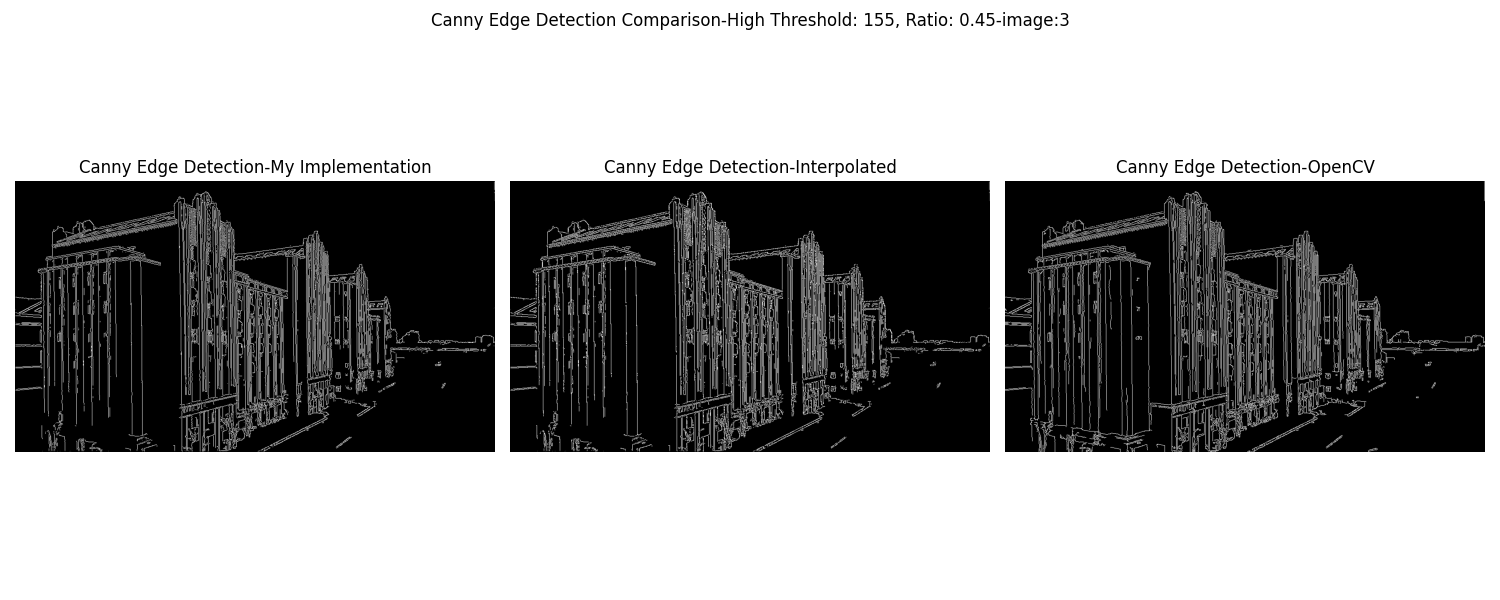 Canny Edge Detection Comparison-High Threshold: 155, Ratio: 0.45-image:3
Canny Edge Detection-My Implementation
Canny Edge Detection-Interpolated
Canny Edge Detection-OpenCV